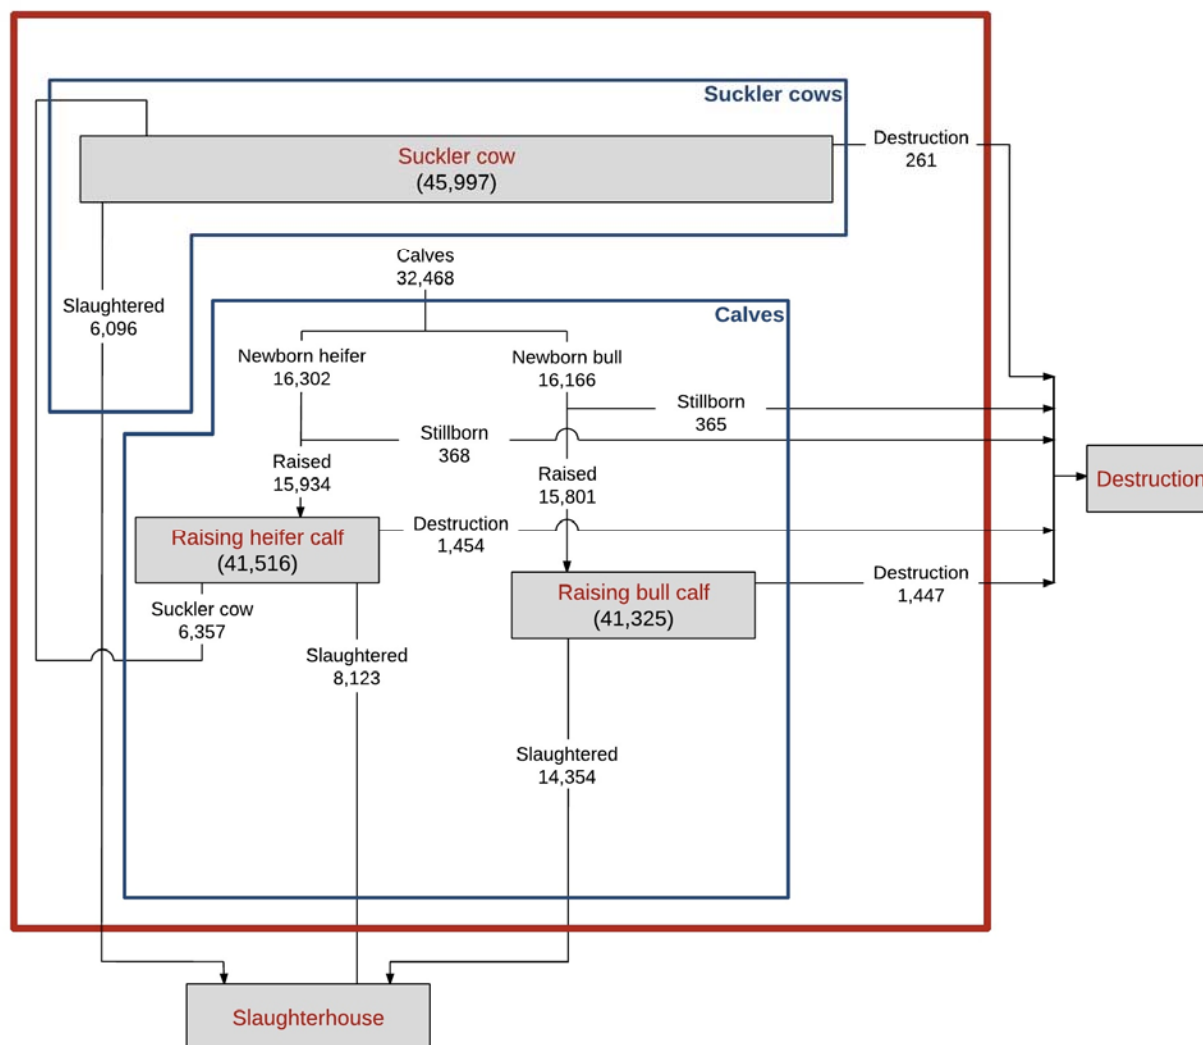 Suckler cows
Suckler cow
(45,997)
Destruction
261
Calves
32,468
Slaughtered
6,096
Calves
Newborn heifer
16,302
Newborn bull
16,166
Stillborn
365
Stillborn
368
Raised
15,934
Raised
15,801
Raising heifer calf
(41,516)
Destruction
1,454
Destruction
Raising bull calf
(41,325)
Destruction
1,447
Suckler cow
6,357
Slaughtered
8,123
Slaughtered
14,354
Slaughterhouse